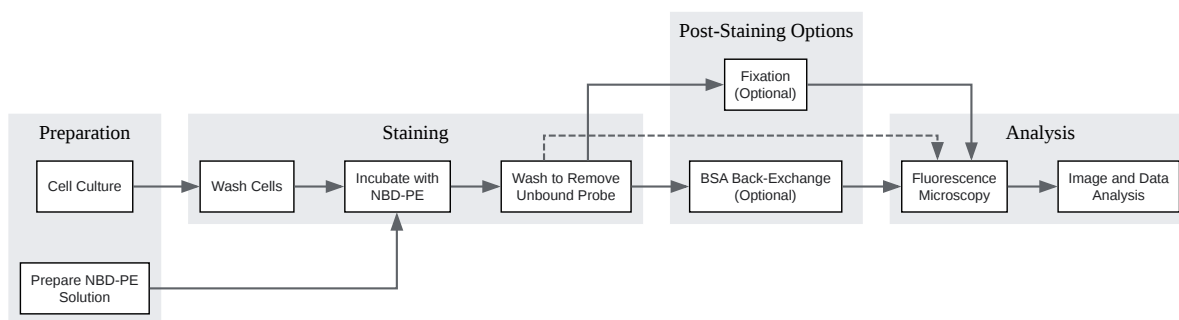 Post-Staining Options
Fixation
(Optional)
Preparation
Staining
Analysis
Cell Culture
Wash Cells
Incubate with
NBD-PE
Wash to Remove
Unbound Probe
BSA Back-Exchange
(Optional)
Fluorescence
Microscopy
Image and Data
Analysis
Prepare NBD-PE
Solution